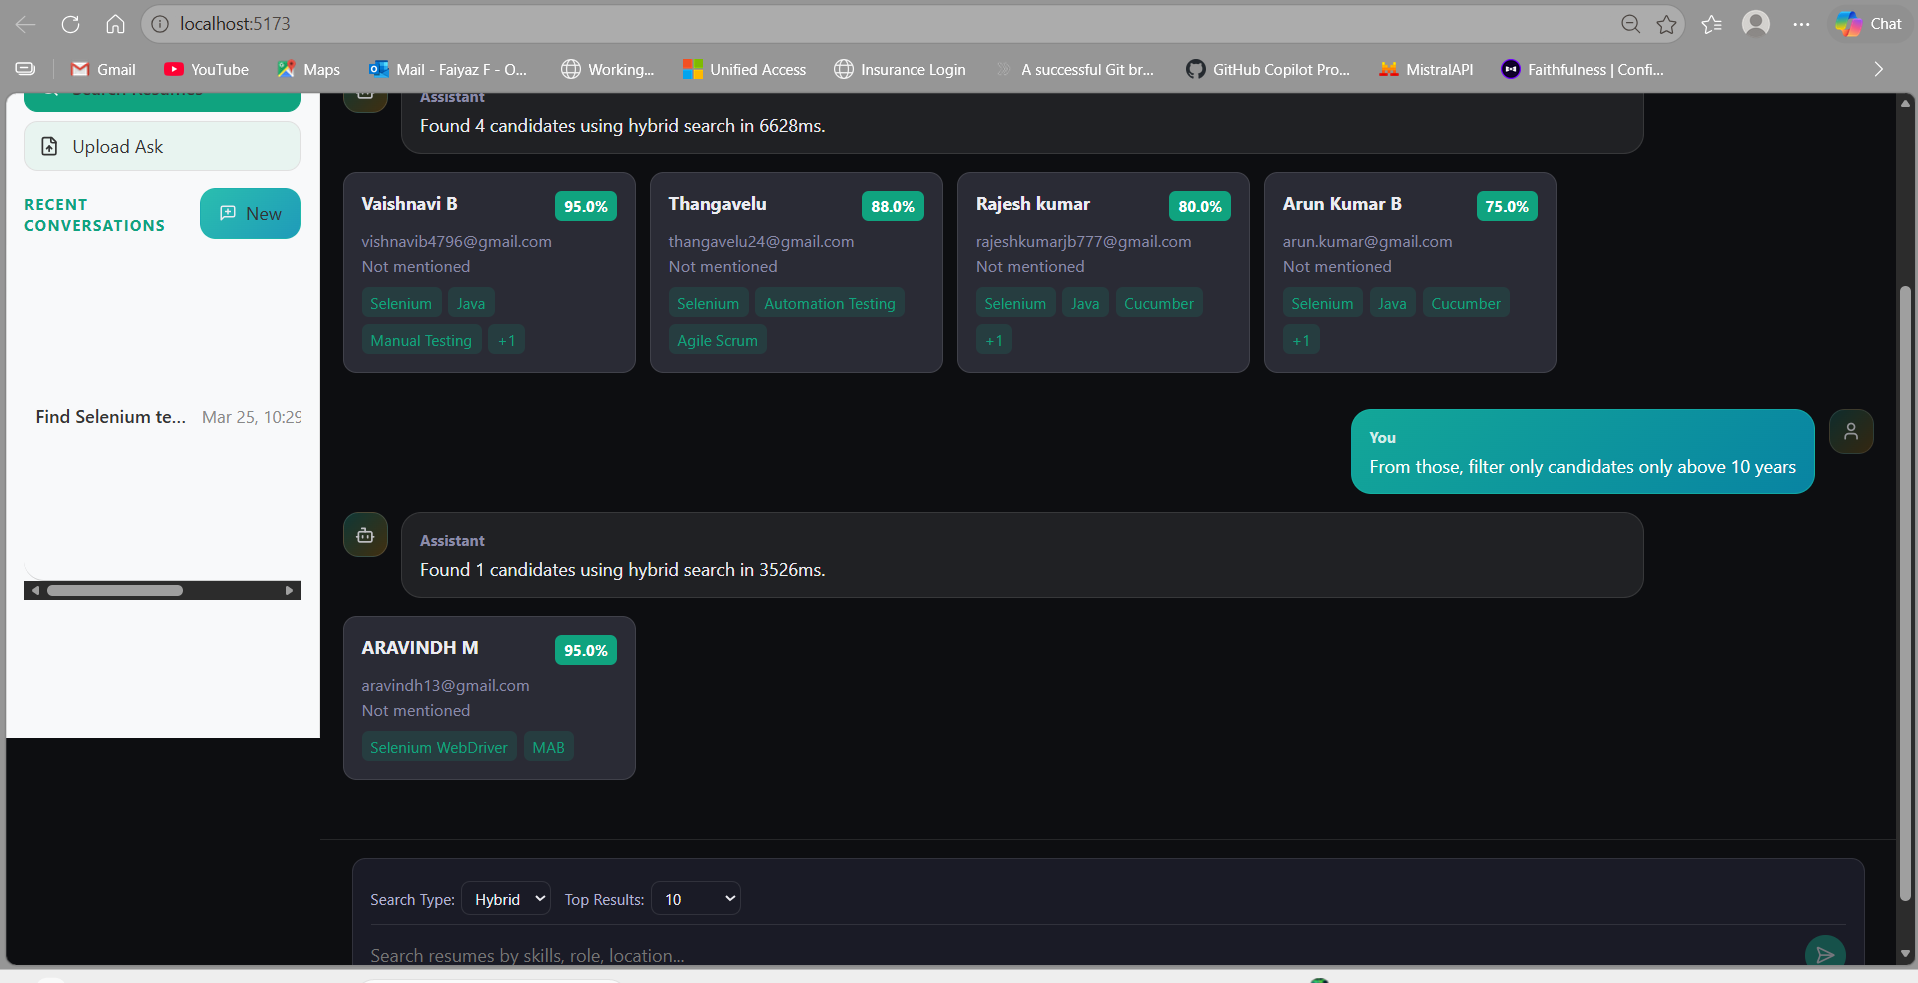 localhost:5173
Chat
Gmail
YouTube
Maps
Mail - Faiyaz F - O...
Working...
Unified Access
Insurance Login
A successful Git br...
GitHub Copilot Pro...
MistralAPI
Faithfulness | Confi...
Search Resumes
Upload Ask
RECENT
CONVERSATIONS
New
Find Selenium te... Mar 25, 10:29
Assistant
Found 4 candidates using hybrid search in 6628ms.
Vaishnavi B 95.0%
vishnavib4796@gmail.com
Not mentioned
Selenium Java
Manual Testing +1
Thangavelu 88.0%
thangavelu24@gmail.com
Not mentioned
Selenium Automation Testing
Agile Scrum
Rajesh kumar 80.0%
rajeshkumarjb777@gmail.com
Not mentioned
Selenium Java Cucumber
+1
Arun Kumar B 75.0%
arun.kumar@gmail.com
Not mentioned
Selenium Java Cucumber
+1
You
From those, filter only candidates only above 10 years
Assistant
Found 1 candidates using hybrid search in 3526ms.
ARAVINDH M 95.0%
aravindh13@gmail.com
Not mentioned
Selenium WebDriver MAB
Search Type: Hybrid Top Results: 10
Search resumes by skills, role, location...